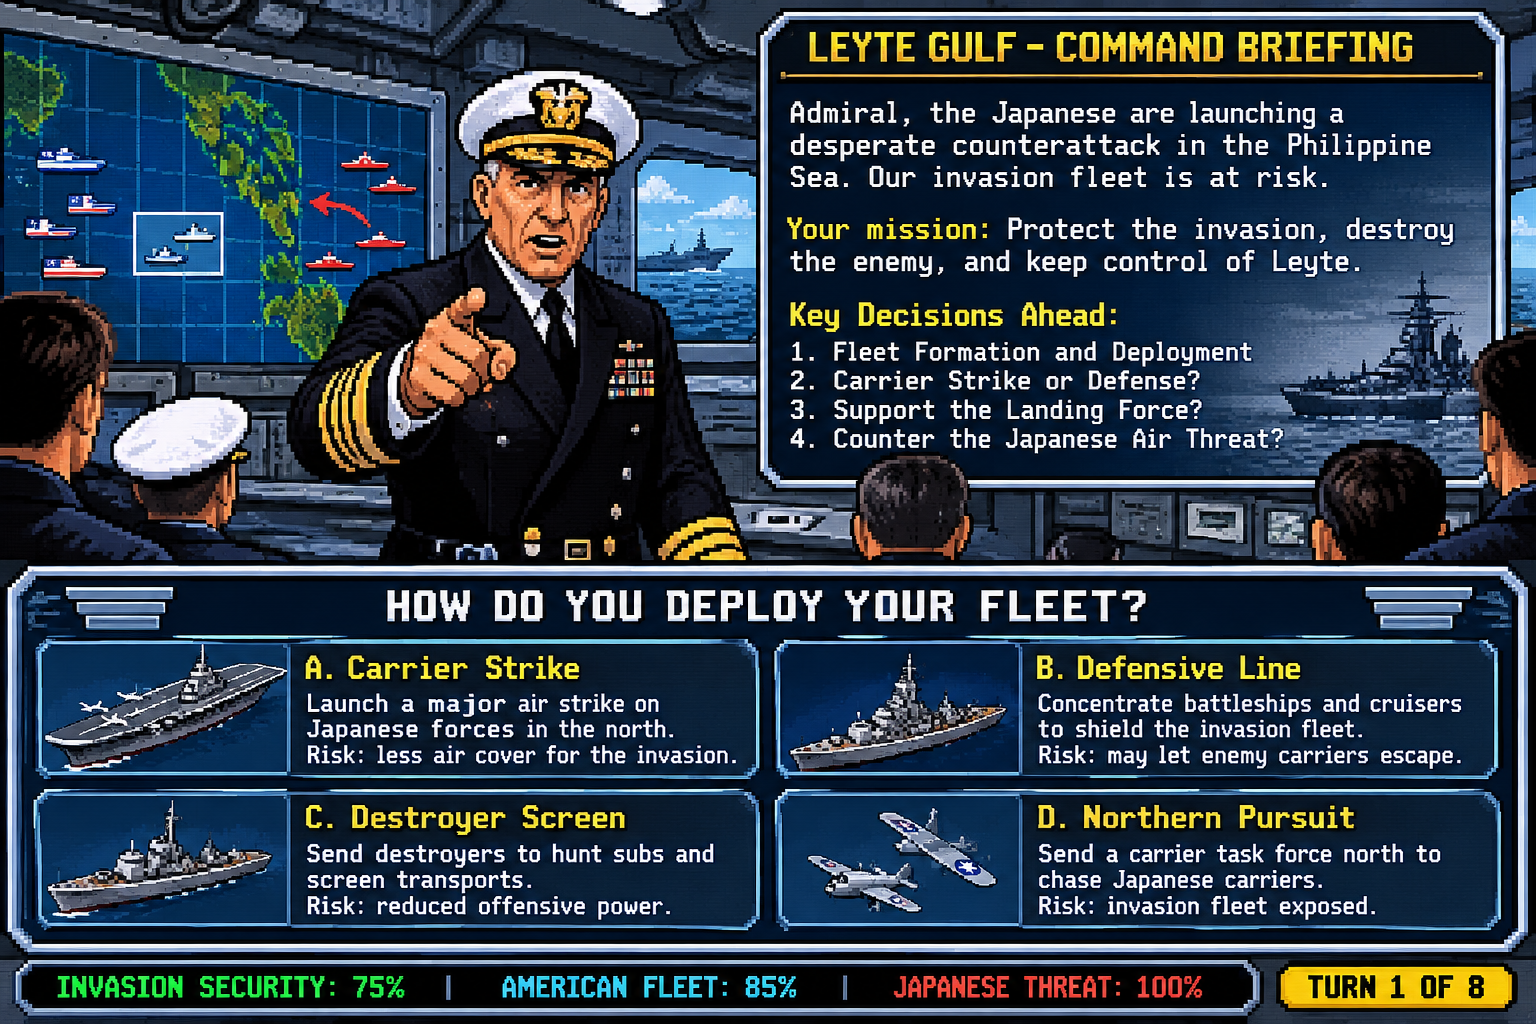 LEYTE GULF - COMMAND BRIEFING
Admiral, the Japanese are launching a
desperate counterattack in the Philippine
Sea. Our invasion fleet is at risk.
Your mission: Protect the invasion, destroy
the enemy, and keep control of Leyte.
Key Decisions Ahead:
1. Fleet Formation and Deployment
2. Carrier Strike or Defense?
3. Support the Landing Force?
4. Counter the Japanese Air Threat?
HOW DO YOU DEPLOY YOUR FLEET?
A. Carrier Strike
Launch a major air strike on
Japanese forces in the north.
Risk: less air cover for the invasion.
B. Defensive Line
Concentrate battleships and cruisers
to shield the invasion fleet.
Risk: may let enemy carriers escape.
C. Destroyer Screen
Send destroyers to hunt subs and
screen transports.
Risk: reduced offensive power.
D. Northern Pursuit
Send a carrier task force north to
chase Japanese carriers.
Risk: invasion fleet exposed.
INVASION SECURITY: 75% | AMERICAN FLEET: 85% | JAPANESE THREAT: 100%
TURN 1 OF 8